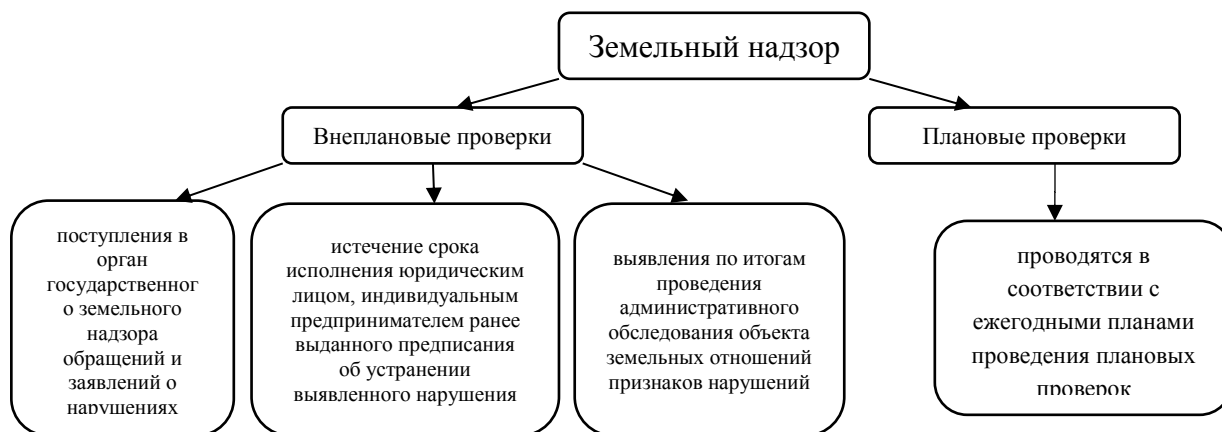 Земельный надзор
Внеплановые проверки
Плановые проверки
поступления в
орган
государственног
о земельного
надзора
обращений и
заявлений о
нарушениях
истечение срока
исполнения юридическим
лицом, индивидуальным
предпринимателем ранее
выданного предписания
об устранении
выявленного нарушения
выявления по итогам
проведения
административного
обследования объекта
земельных отношений
признаков нарушений
проводятся в
соответствии с
ежегодными планами
проведения плановых
проверок